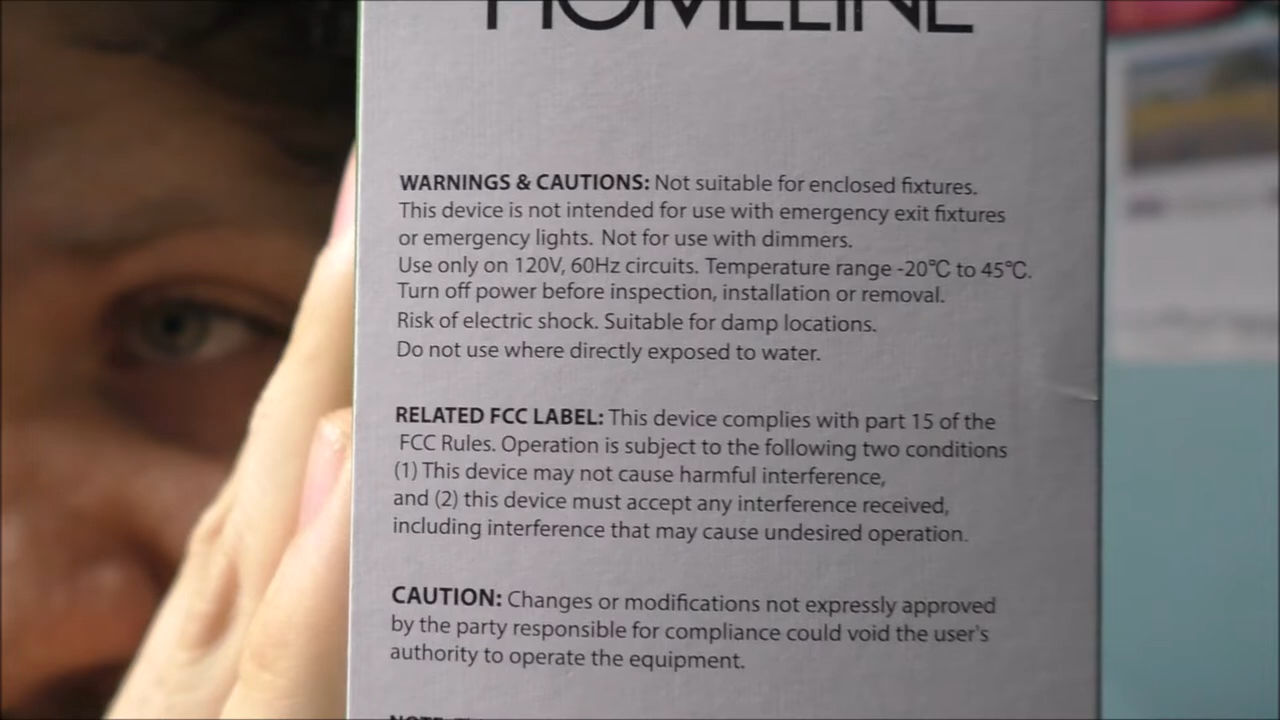 HOMELINE
WARNINGS & CAUTIONS: Not suitable for enclosed fixtures.
This device is not intended for use with emergency exit fixtures
or emergency lights. Not for use with dimmers.
Use only on 120V, 60Hz circuits. Temperature range -20℃ to 45℃.
Turn off power before inspection, installation or removal.
Risk of electric shock. Suitable for damp locations.
Do not use where directly exposed to water.
RELATED FCC LABEL: This device complies with part 15 of the
FCC Rules. Operation is subject to the following two conditions
(1) This device may not cause harmful interference,
and (2) this device must accept any interference received,
including interference that may cause undesired operation.
CAUTION: Changes or modifications not expressly approved
by the party responsible for compliance could void the user's
authority to operate the equipment.